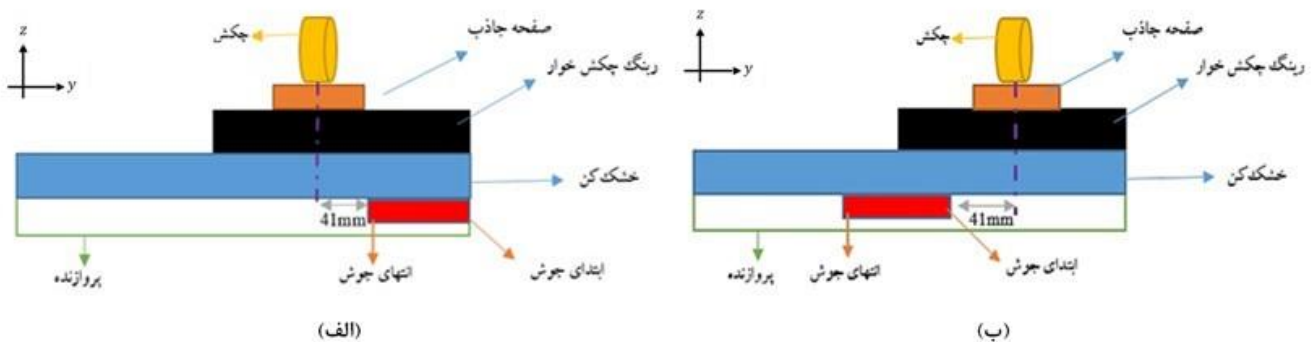 چکش
صفحه جاذب
z
رینگ چکش خوار
y
خشک کن
41mm
پروازنده
انتهای جوش
ابتدای جوش
(الف)
چکش
صفحه جاذب
z
رینگ چکش خوار
y
خشک کن
41mm
پروازنده
انتهای جوش
ابتدای جوش
(ب)